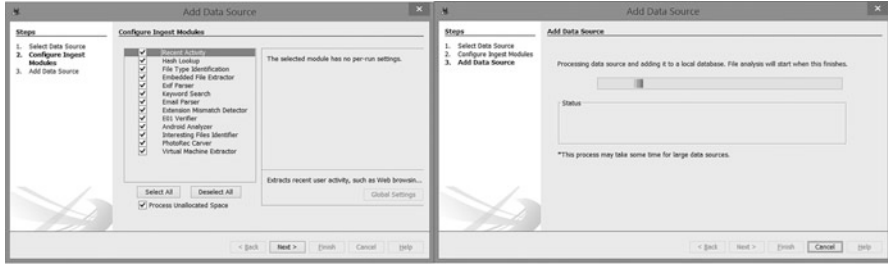 Add Data Source
Steps
1. Select Data Source
2. Configure Ingest
Modules
3. Add Data Source
Configure Ingest Modules
Recent Activity
Hash Lookup
File Type Identification
Embedded File Extractor
Exif Parser
Keyword Search
Email Parser
Extension Mismatch Detector
E01 Verifier
Android Analyzer
Interesting Files Identifier
PhotoRec Carver
Virtual Machine Extractor
The selected module has no per-run settings.
Select All Deselect All
Process Unallocated Space
Extracts recent user activity, such as Web browsin...
Global Settings
< Back Next > Finish Cancel Help
Add Data Source
Steps
1. Select Data Source
2. Configure Ingest Modules
3. Add Data Source
Add Data Source
Processing data source and adding it to a local database. File analysis will start when this finishes.
Status
*This process may take some time for large data sources.
< Back Next > Finish Cancel Help